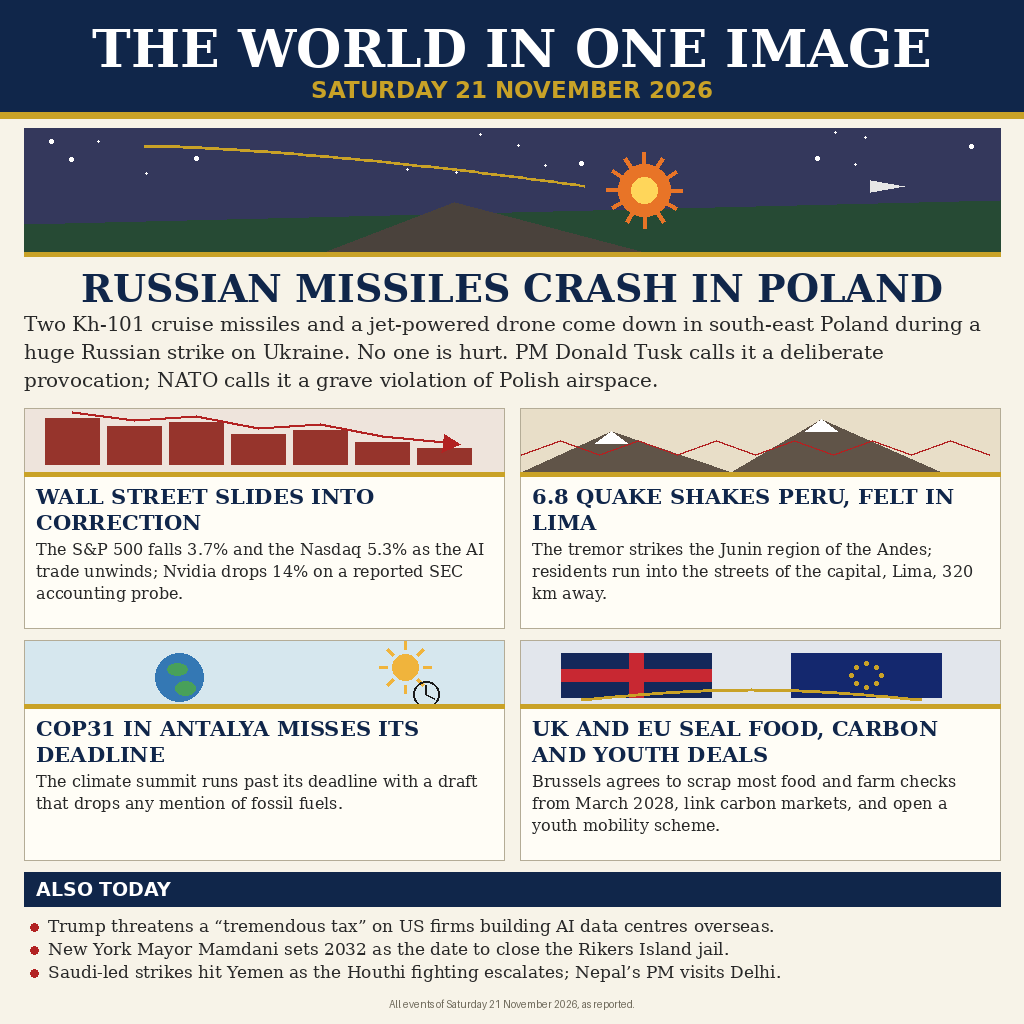 THE WORLD IN ONE IMAGE
SATURDAY 21 NOVEMBER 2026
RUSSIAN MISSILES CRASH IN POLAND
Two Kh-101 cruise missiles and a jet-powered drone come down in south-east Poland during a
huge Russian strike on Ukraine. No one is hurt. PM Donald Tusk calls it a deliberate
provocation; NATO calls it a grave violation of Polish airspace.
WALL STREET SLIDES INTO
CORRECTION
The S&P 500 falls 3.7% and the Nasdaq 5.3% as the AI
trade unwinds; Nvidia drops 14% on a reported SEC
accounting probe.
6.8 QUAKE SHAKES PERU, FELT IN
LIMA
The tremor strikes the Junin region of the Andes;
residents run into the streets of the capital, Lima, 320
km away.
COP31 IN ANTALYA MISSES ITS
DEADLINE
The climate summit runs past its deadline with a draft
that drops any mention of fossil fuels.
UK AND EU SEAL FOOD, CARBON
AND YOUTH DEALS
Brussels agrees to scrap most food and farm checks
from March 2028, link carbon markets, and open a
youth mobility scheme.
ALSO TODAY
Trump threatens a “tremendous tax” on US firms building AI data centres overseas.
New York Mayor Mamdani sets 2032 as the date to close the Rikers Island jail.
Saudi-led strikes hit Yemen as the Houthi fighting escalates; Nepal’s PM visits Delhi.
All events of Saturday 21 November 2026, as reported.